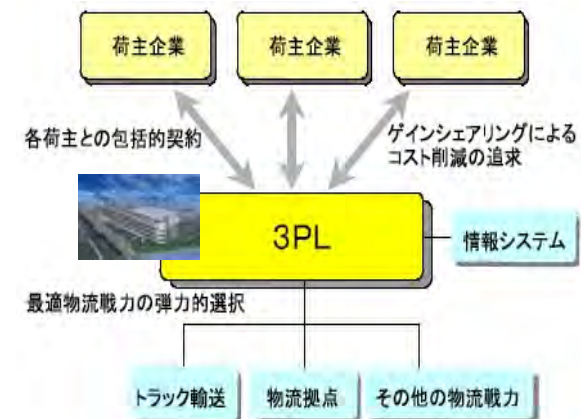 荷主企業
荷主企業
荷主企業
各荷主との包括的契約
ゲインシェアリングによる
コスト削減の追求
3PL
情報システム
最適物流戦力の弾力的選択
トラック輸送
物流拠点
その他の物流戦力